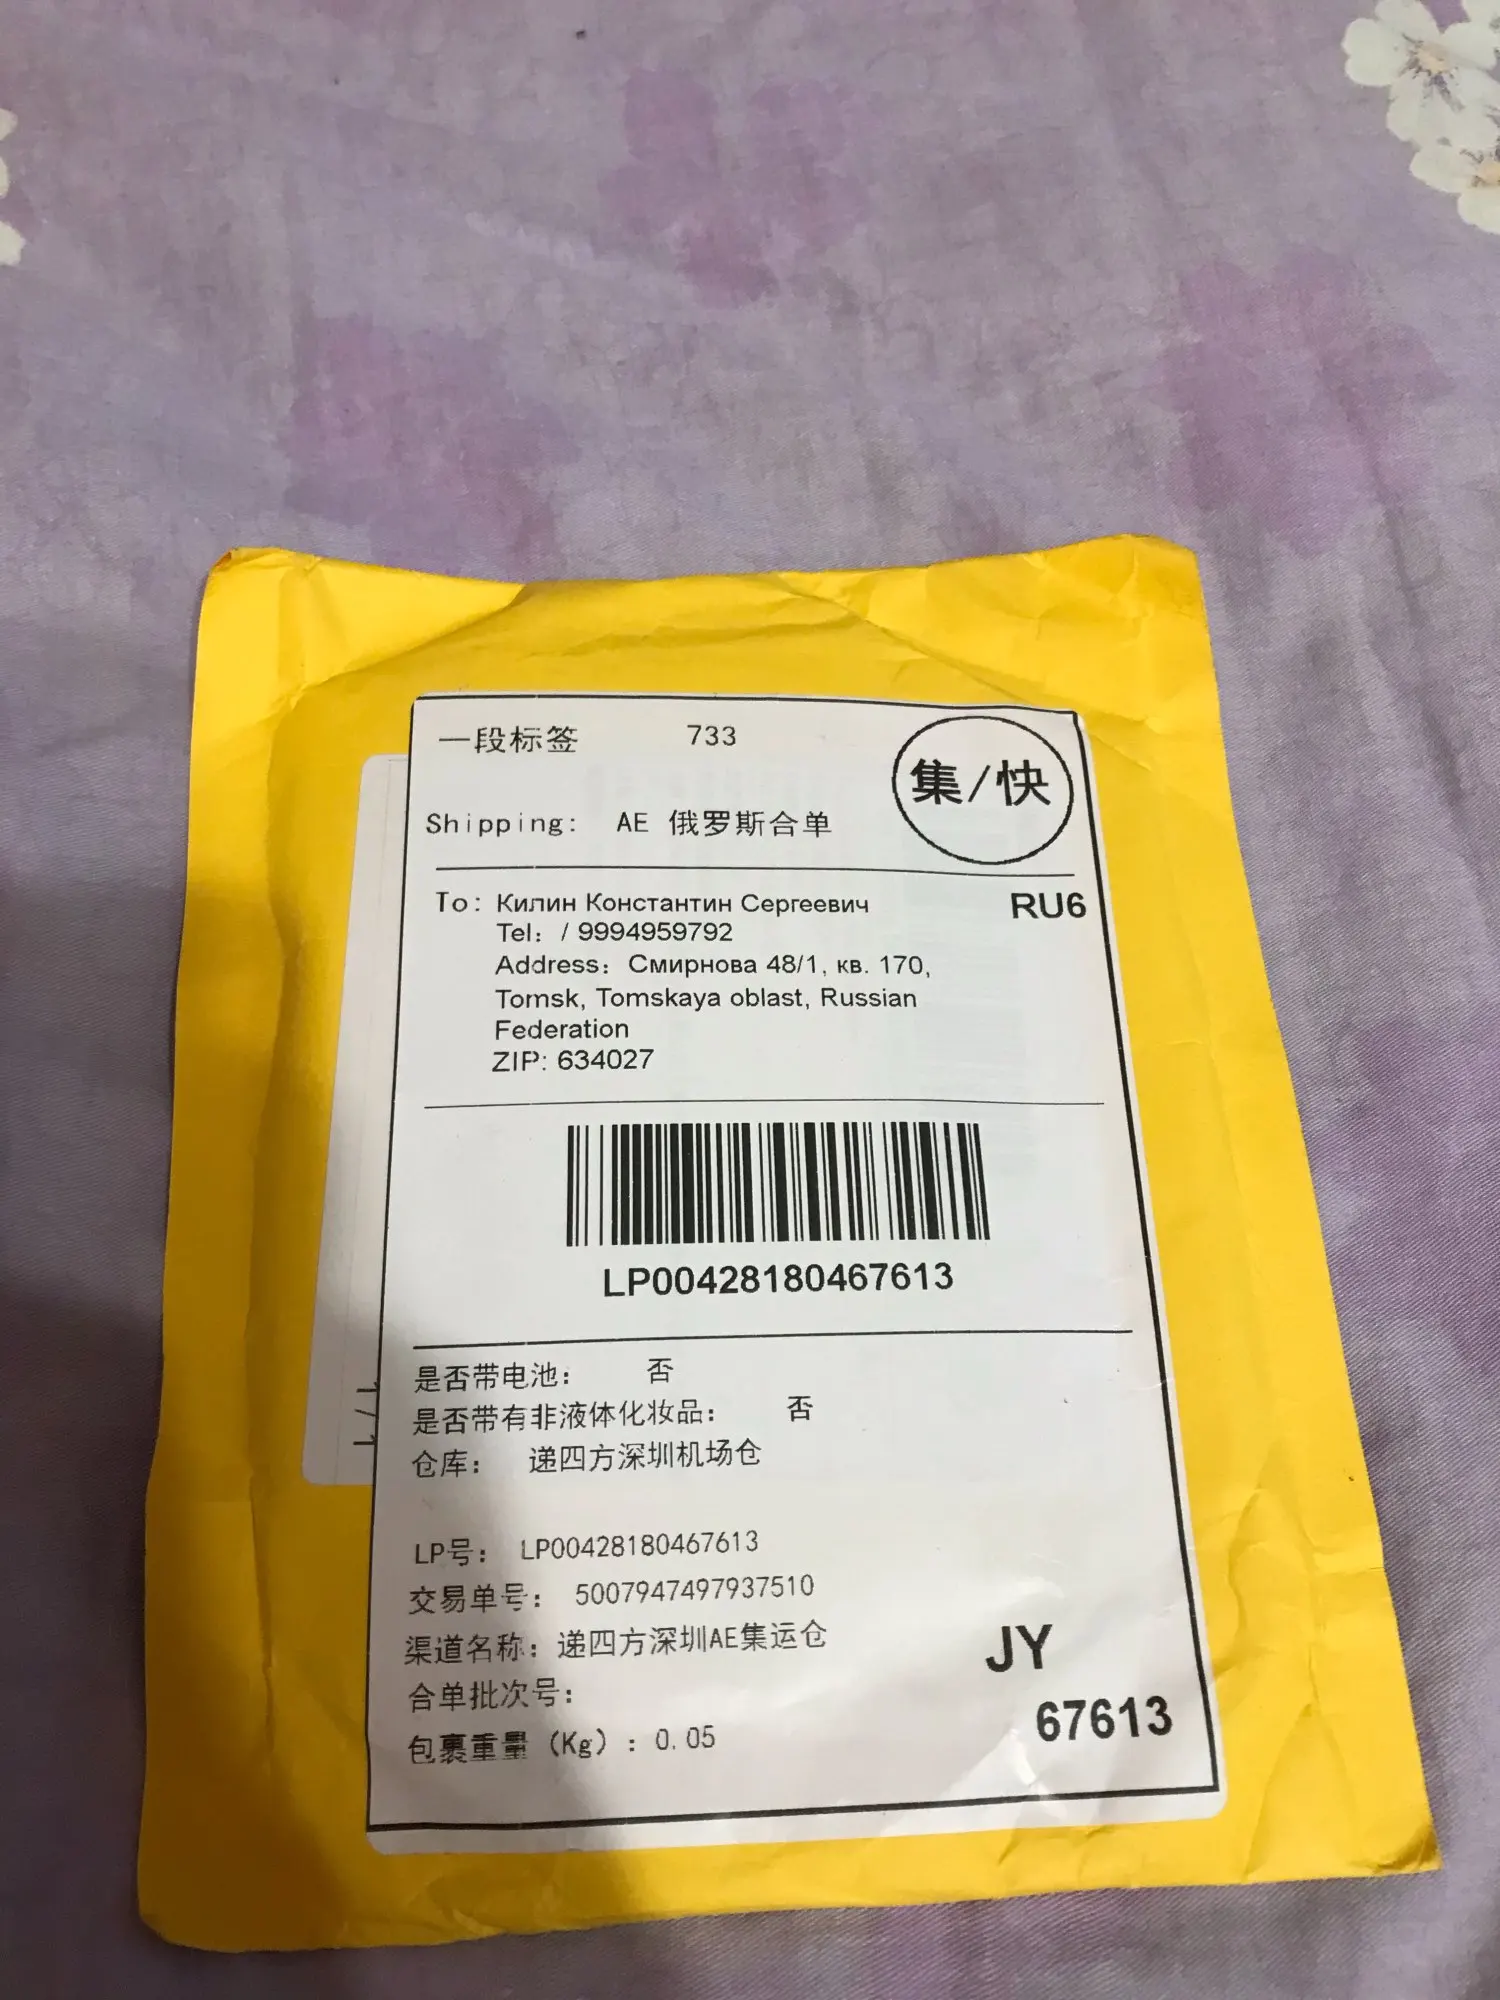 一段标签 733
集/快
Shipping: AE 俄罗斯合单
To: Килин Константин Сергеевич
RU6
Tel: / 9994959792
Address: Смирнова 48/1, кв. 170,
Tomsk, Tomskaya oblast, Russian
Federation
ZIP: 634027
LP00428180467613
是否带电池: 否
是否带有非液体化妆品: 否
仓库: 递四方深圳机场仓
LP号: LP00428180467613
交易单号: 5007947497937510
渠道名称: 递四方深圳AE集运仓
合单批次号:
包裹重量 (Kg) : 0.05
JY
67613
1/1